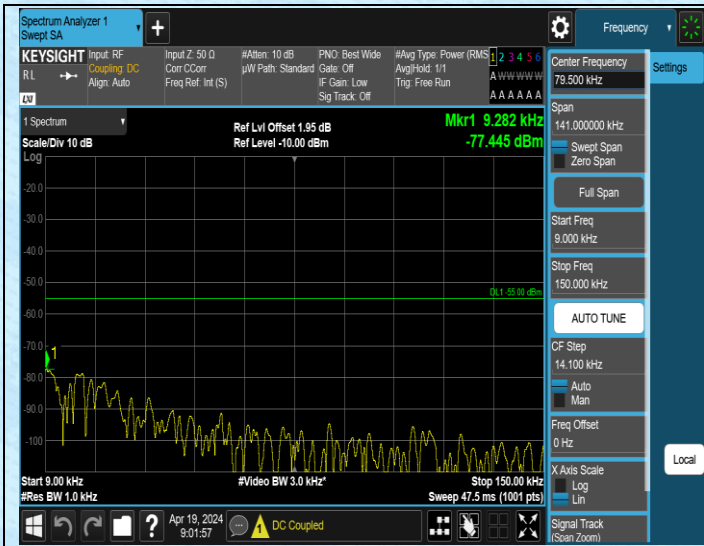 Spectrum Analyzer 1
Swept SA
Frequency
KEYSIGHT
RL
LXI
Input: RF
Coupling: DC
Align: Auto
Input Z: 50 Ω
Corr CCorr
Freq Ref: Int (S)
#Atten: 10 dB
µW Path: Standard
PNO: Best Wide
Gate: Off
IF Gain: Low
Sig Track: Off
#Avg Type: Power (RMS
Avg|Hold: 1/1
Trig: Free Run
1 2 3 4 5 6
A W W W W W
A A A A A A
1 Spectrum
Scale/Div 10 dB
Log
Ref Lvl Offset 1.95 dB
Ref Level -10.00 dBm
Mkr1 9.282 kHz
-77.445 dBm
-20.0
-30.0
-40.0
-50.0
DL1 -55.00 dBm
-60.0
-70.0
1
-80.0
-90.0
-100
Start 9.00 kHz
#Res BW 1.0 kHz
#Video BW 3.0 kHz*
Stop 150.00 kHz
Sweep 47.5 ms (1001 pts)
?
Apr 19, 2024
9:01:57
DC Coupled
Center Frequency
79.500 kHz
Span
141.000000 kHz
Swept Span
Zero Span
Full Span
Start Freq
9.000 kHz
Stop Freq
150.000 kHz
AUTO TUNE
CF Step
14.100 kHz
Auto
Man
Freq Offset
0 Hz
X Axis Scale
Log
Lin
Signal Track
(Span Zoom)
Settings
Local